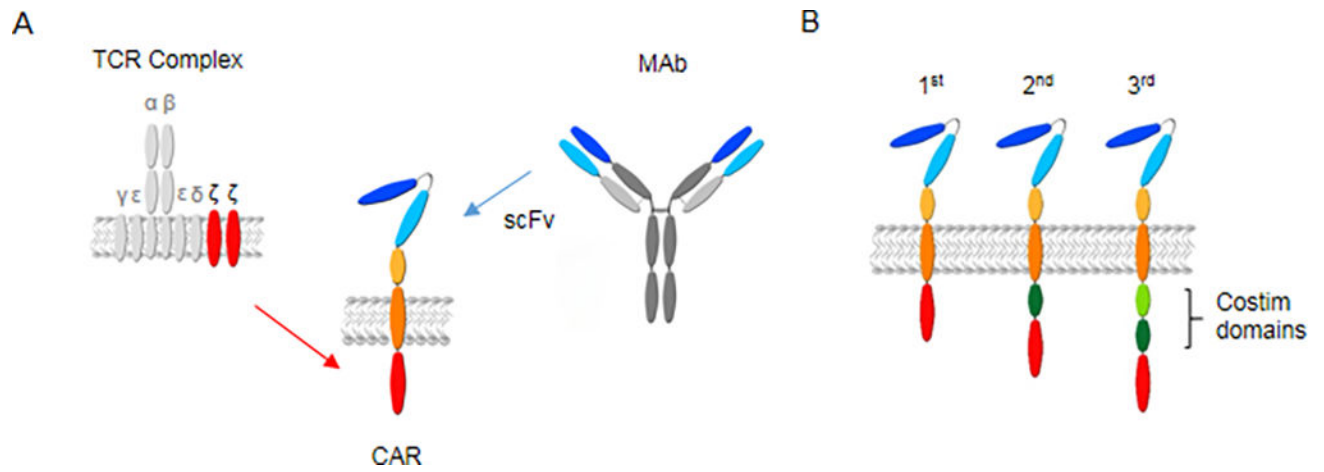 A
TCR Complex
α β
γ ε ε δ ζ ζ
MAb
scFv
CAR
B
1st 2nd 3rd
Costim
domains